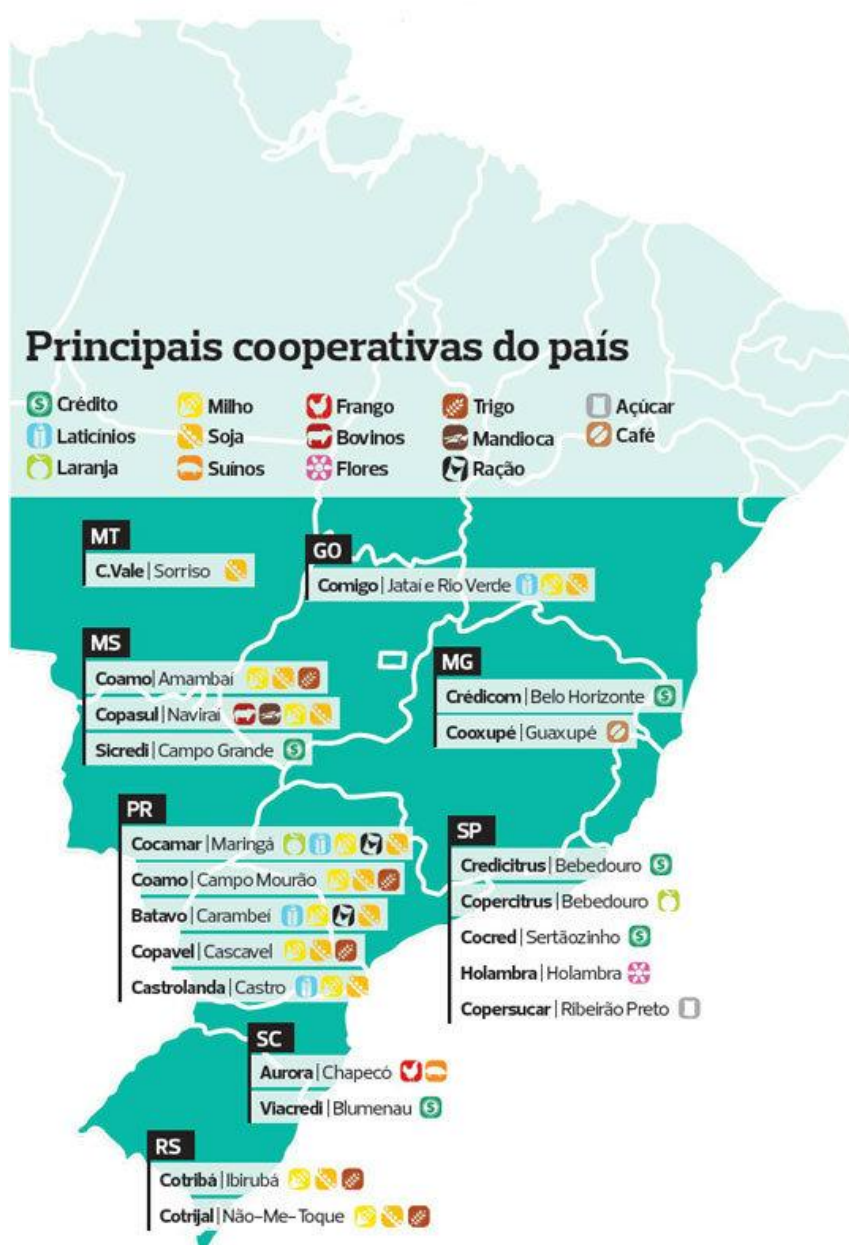 Principais cooperativas do país
Crédito Milho Frango Trigo Açúcar
Laticínios Soja Bovinos Mandioca Café
Laranja Suínos Flores Ração
MT
C.Vale|Sorriso
GO
Comigo|Jataí e Rio Verde
MS
Coamo|Amambaí
Copasul|Naviraí
Sicredi|Campo Grande
MG
Crédicom|Belo Horizonte
Cooxupé|Guaxupé
PR
Cocamar|Maringá
Coamo|Campo Mourão
Batavo|Carambeí
Copavel|Cascavel
Castrolanda|Castro
SP
Credicitrus|Bebedouro
Copercitrus|Bebedouro
Cocred|Sertãozinho
Holambra|Holambra
Copersucar|Ribeirão Preto
SC
Aurora|Chapecó
Viacredi|Blumenau
RS
Cotribá|Ibirubá
Cotrijal|Não-Me-Toque